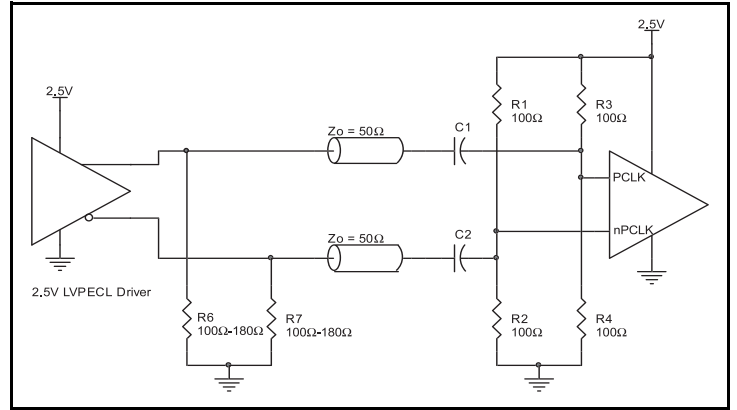 2.5V
2.5V
R1
100Ω
R3
100Ω
Zo = 50Ω
C1
PCLK
nPCLK
Zo = 50Ω
C2
2.5V LVPECL Driver
R6
100Ω-180Ω
R7
100Ω-180Ω
R2
100Ω
R4
100Ω